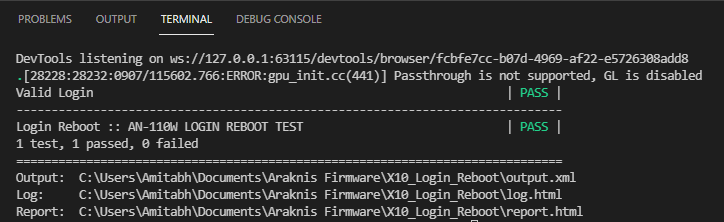 PROBLEMS OUTPUT TERMINAL DEBUG CONSOLE
DevTools listening on ws://127.0.0.1:63115/devtools/browser/fcbfe7cc-b07d-4969-af22-e5726308add8
.[28228:28232:0907/115602.766:ERROR:gpu_init.cc(441)] Passthrough is not supported, GL is disabled
Valid Login | PASS |
------------------------------------------------------------------------------
Login Reboot :: AN-110W LOGIN REBOOT TEST | PASS |
1 test, 1 passed, 0 failed
==============================================================================
Output: C:\Users\Amitabh\Documents\Araknis Firmware\X10_Login_Reboot\output.xml
Log: C:\Users\Amitabh\Documents\Araknis Firmware\X10_Login_Reboot\log.html
Report: C:\Users\Amitabh\Documents\Araknis Firmware\X10_Login_Reboot\report.html